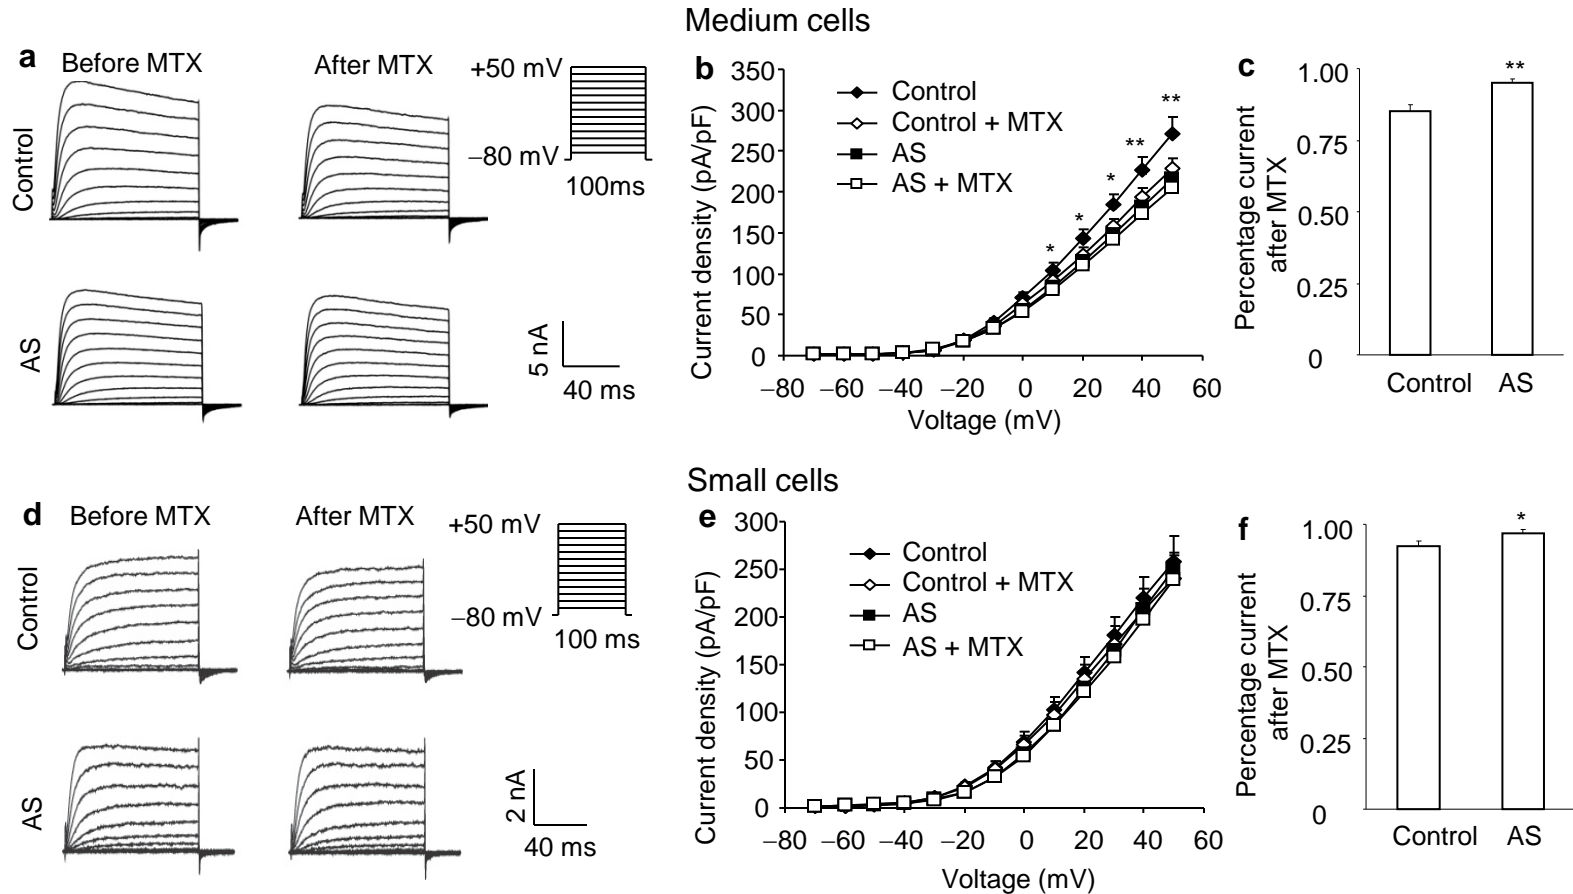 Medium cells
a
Before MTX
After MTX
+50 mV
−80 mV
100ms
Control
AS
5 nA
40 ms
b
350
300
250
200
150
100
50
0
Current density (pA/pF)
Control
Control + MTX
AS
AS + MTX
*
*
*
**
**
−80
−60
−40
−20
0
20
40
60
Voltage (mV)
c
1.00
0.75
0.50
0.25
0
Percentage current
after MTX
**
Control
AS
Small cells
d
Before MTX
After MTX
+50 mV
−80 mV
100 ms
Control
AS
2 nA
40 ms
e
300
250
200
150
100
50
0
Current density (pA/pF)
Control
Control + MTX
AS
AS + MTX
−80
−60
−40
−20
0
20
40
60
Voltage (mV)
f
1.00
0.75
0.50
0.25
0
Percentage current
after MTX
*
Control
AS